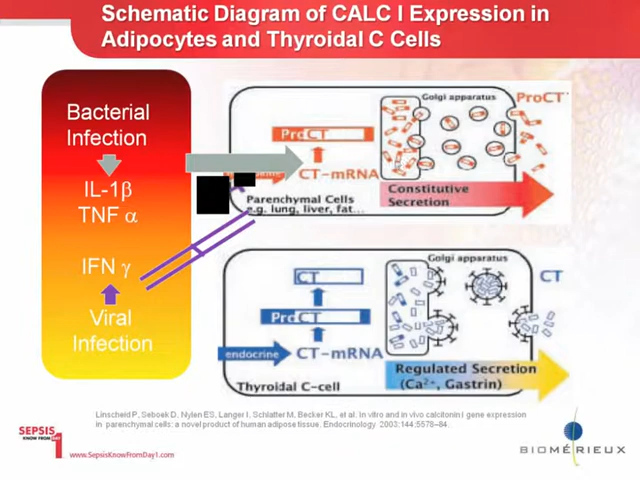 Schematic Diagram of CALC I Expression in
Adipocytes and Thyroidal C Cells
Bacterial
Infection
IL-1β
TNF α
IFN γ
Viral
Infection
Golgi apparatus
ProCT
ProCT
CT-mRNA
Parenchymal Cells
e.g. lung, liver, fat...
Constitutive
Secretion
Golgi apparatus
CT
CT
ProCT
endocrine
CT-mRNA
Thyroidal C-cell
Regulated Secretion
(Ca²⁺, Gastrin)
Linscheid P, Seboek D, Nylen ES, Langer I, Schlatter M, Becker KL, et al. In vitro and in vivo calcitonin I gene expression
in parenchymal cells: a novel product of human adipose tissue. Endocrinology 2003;144:5578–84.
SEPSIS
KNOW FROM DAY
1
www.SepsisKnowFromDay1.com
BIOMÉRIEUX